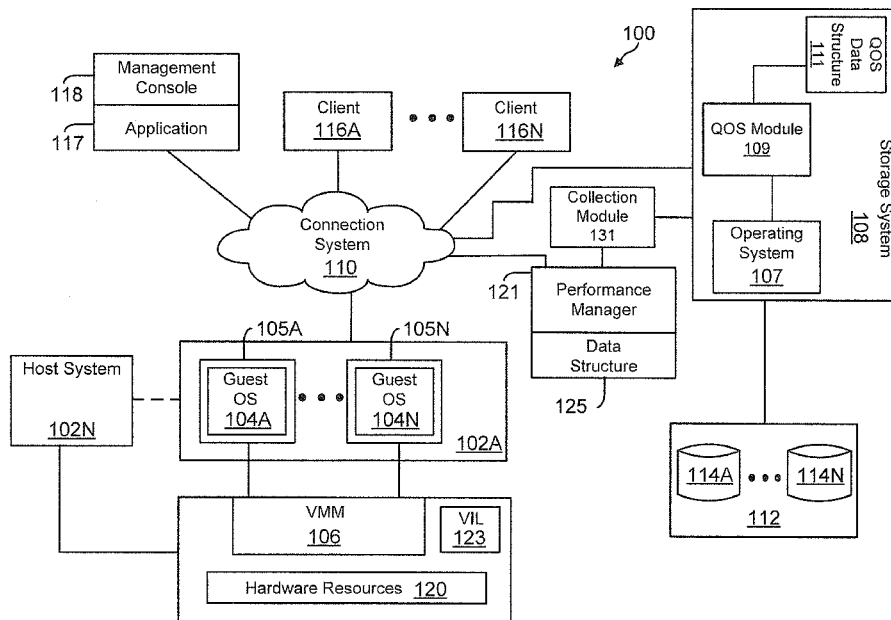 100
Management
Console
118
Application
117
Client
116A
Client
116N
QOS
Data
Structure
111
QOS Module
109
Storage System
108
Operating
System
107
Collection
Module
131
Connection
System
110
121
Performance
Manager
Data
Structure
125
105A
105N
Host System
102N
Guest
OS
104A
Guest
OS
104N
102A
114A
114N
112
VMM
106
VIL
123
Hardware Resources 120